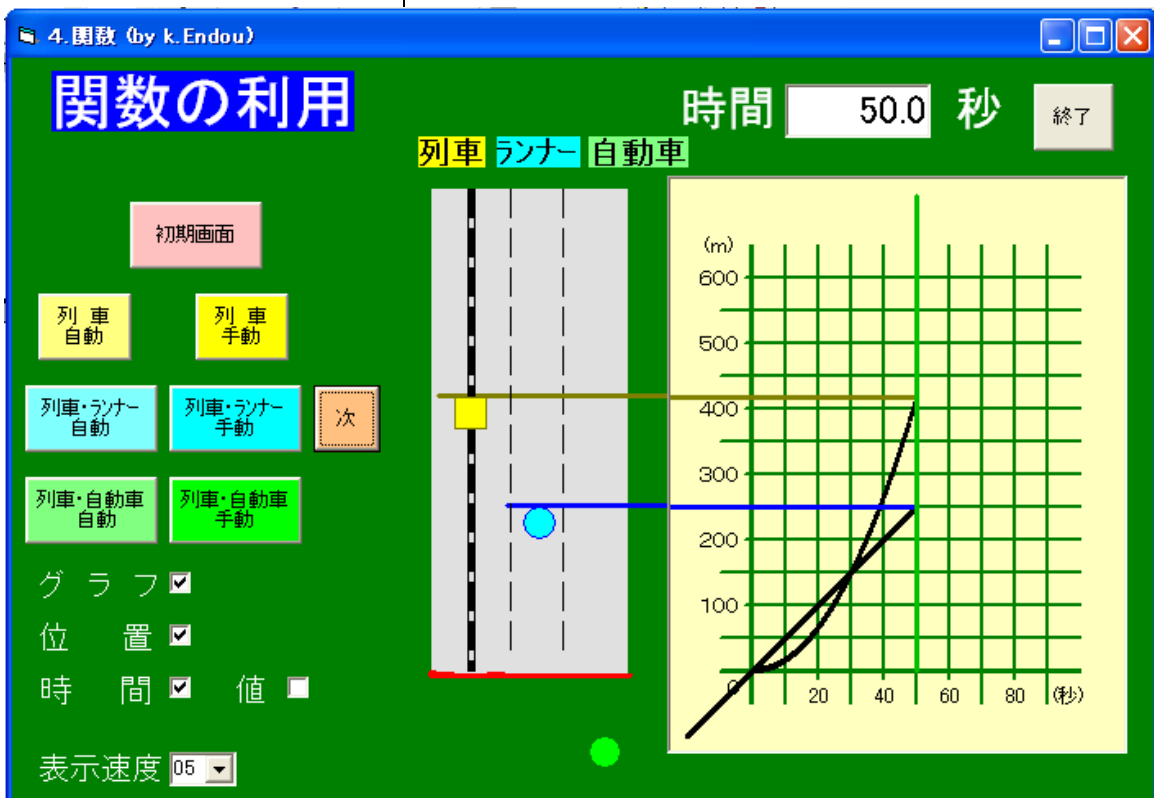 4.関数 (by k.Endou)
関数の利用
時間 50.0 秒
終了
列車 ランナー 自動車
初期画面
列 車
自動
列 車
手動
列車・ランナー
自動
列車・ランナー
手動
次
列車・自動車
自動
列車・自動車
手動
グ ラ フ
位 置
時 間 値
表示速度 05
(m)
600
500
400
300
200
100
0
20 40 60 80 (秒)